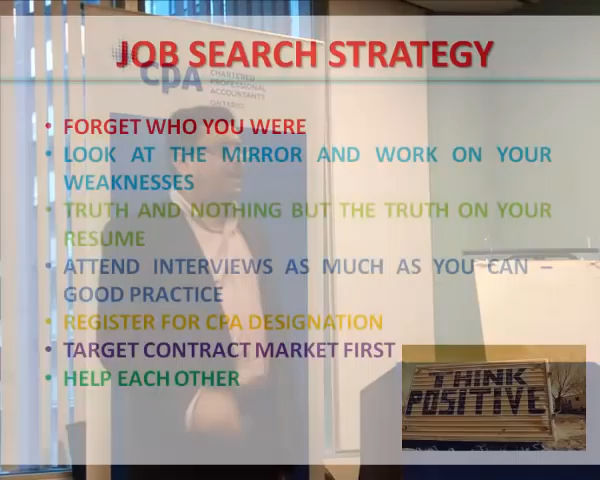 JOB SEARCH STRATEGY
CPA
CHARTERED
PROFESSIONAL
ACCOUNTANTS
ONTARIO
• FORGET WHO YOU WERE
• LOOK AT THE MIRROR AND WORK ON YOUR
WEAKNESSES
• TRUTH AND NOTHING BUT THE TRUTH ON YOUR
RESUME
• ATTEND INTERVIEWS AS MUCH AS YOU CAN –
GOOD PRACTICE
• REGISTER FOR CPA DESIGNATION
• TARGET CONTRACT MARKET FIRST
• HELP EACH OTHER
THINK
POSITIVE